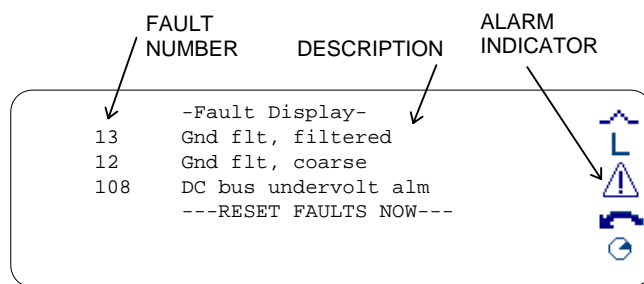 FAULT NUMBER
DESCRIPTION
ALARM INDICATOR
-Fault Display-
13 Gnd flt, filtered
12 Gnd flt, coarse
108 DC bus undervolt alm
---RESET FAULTS NOW---
L